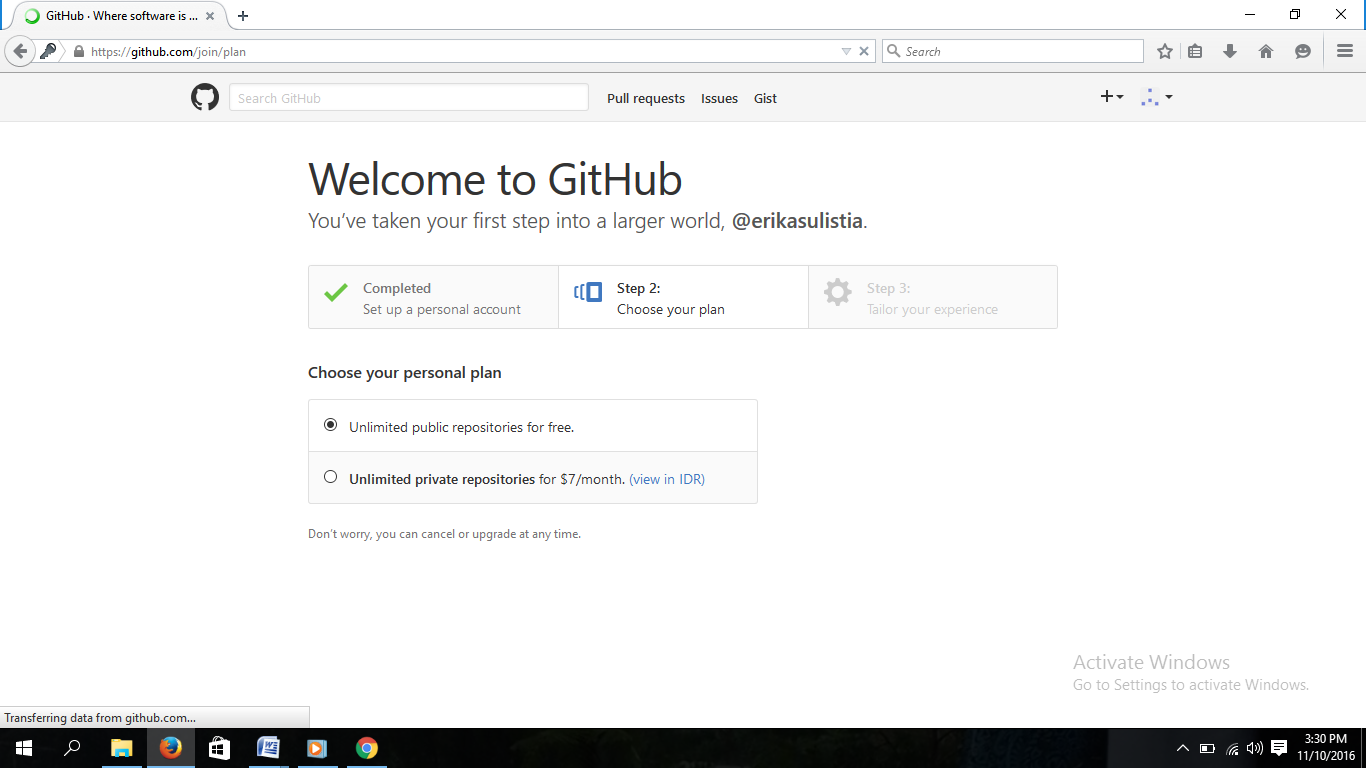 GitHub · Where software is ...
https://github.com/join/plan
Search
Search GitHub
Pull requests Issues Gist
Welcome to GitHub
You’ve taken your first step into a larger world, @erikasulistia.
Completed
Set up a personal account
Step 2:
Choose your plan
Step 3:
Tailor your experience
Choose your personal plan
Unlimited public repositories for free.
Unlimited private repositories for $7/month. (view in IDR)
Don’t worry, you can cancel or upgrade at any time.
Activate Windows
Go to Settings to activate Windows.
Transferring data from github.com...
3:30 PM
11/10/2016